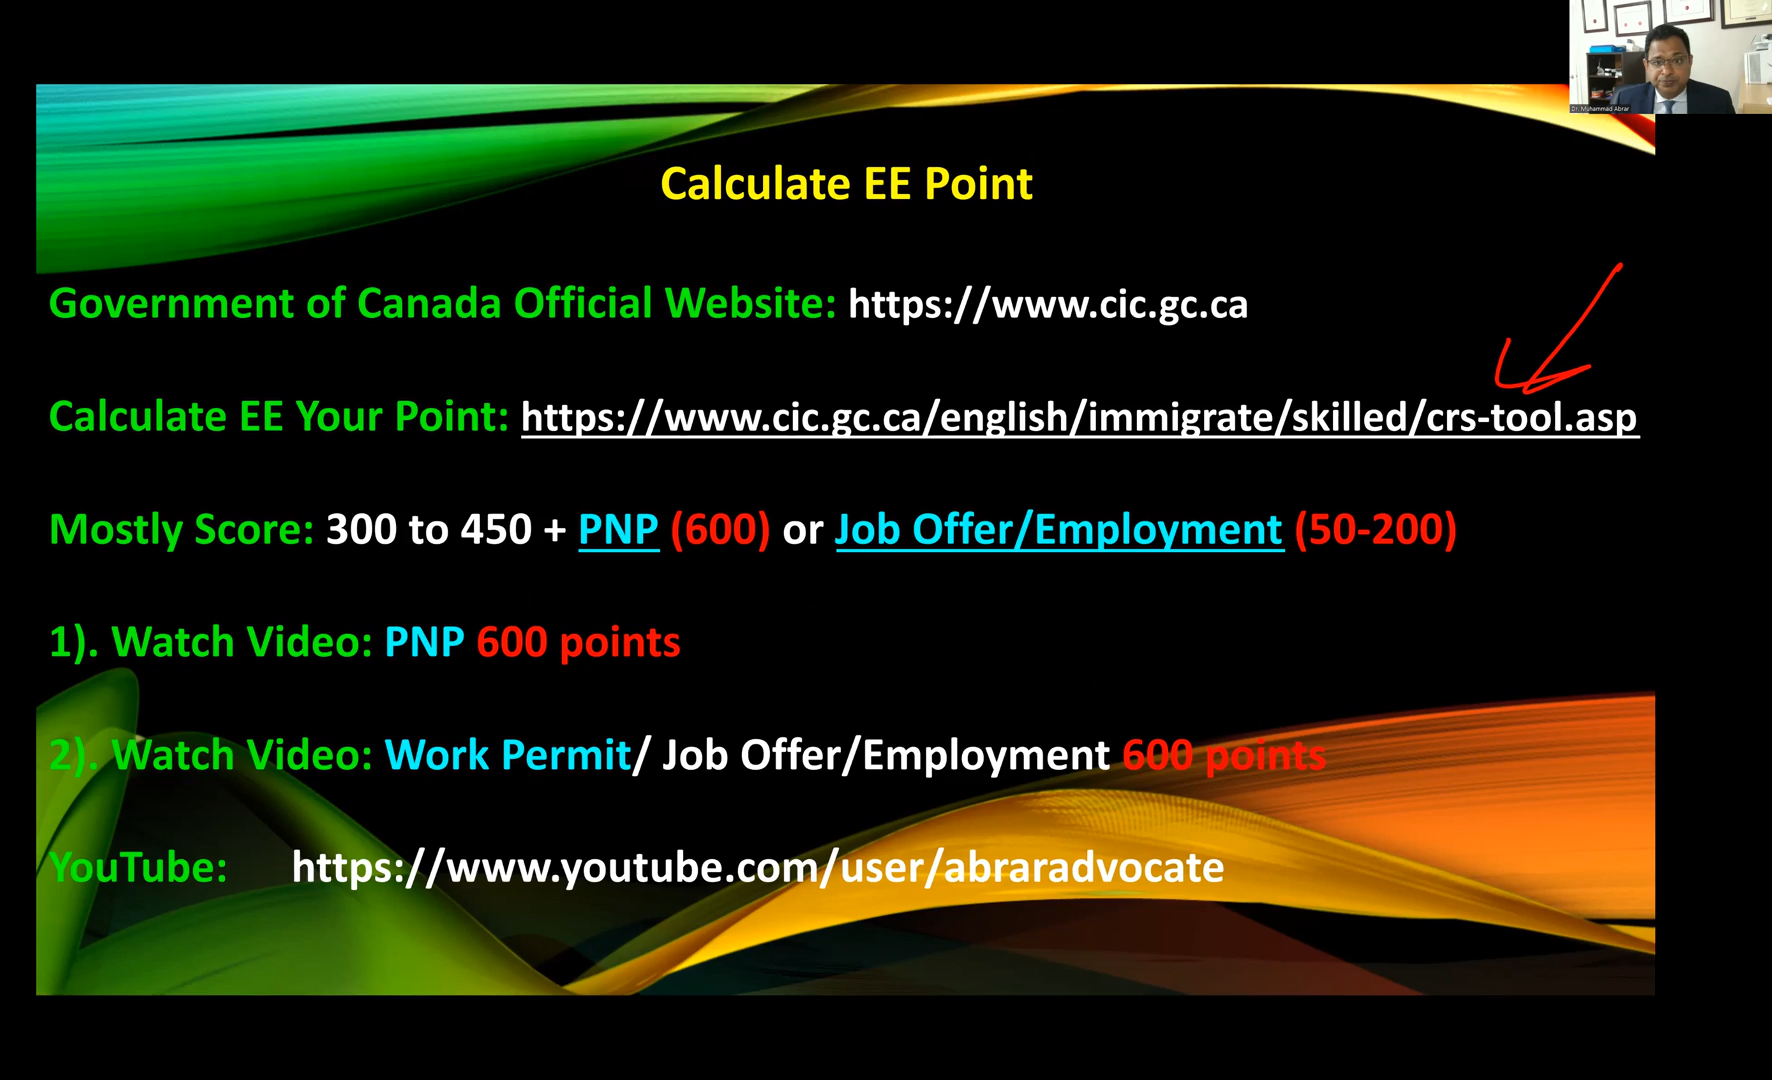 Dr. Muhammad Abrar
Calculate EE Point
Government of Canada Official Website: https://www.cic.gc.ca
Calculate EE Your Point: https://www.cic.gc.ca/english/immigrate/skilled/crs-tool.asp
Mostly Score: 300 to 450 + PNP (600) or Job Offer/Employment (50-200)
1). Watch Video: PNP 600 points
2). Watch Video: Work Permit/ Job Offer/Employment 600 points
YouTube: https://www.youtube.com/user/abraradvocate